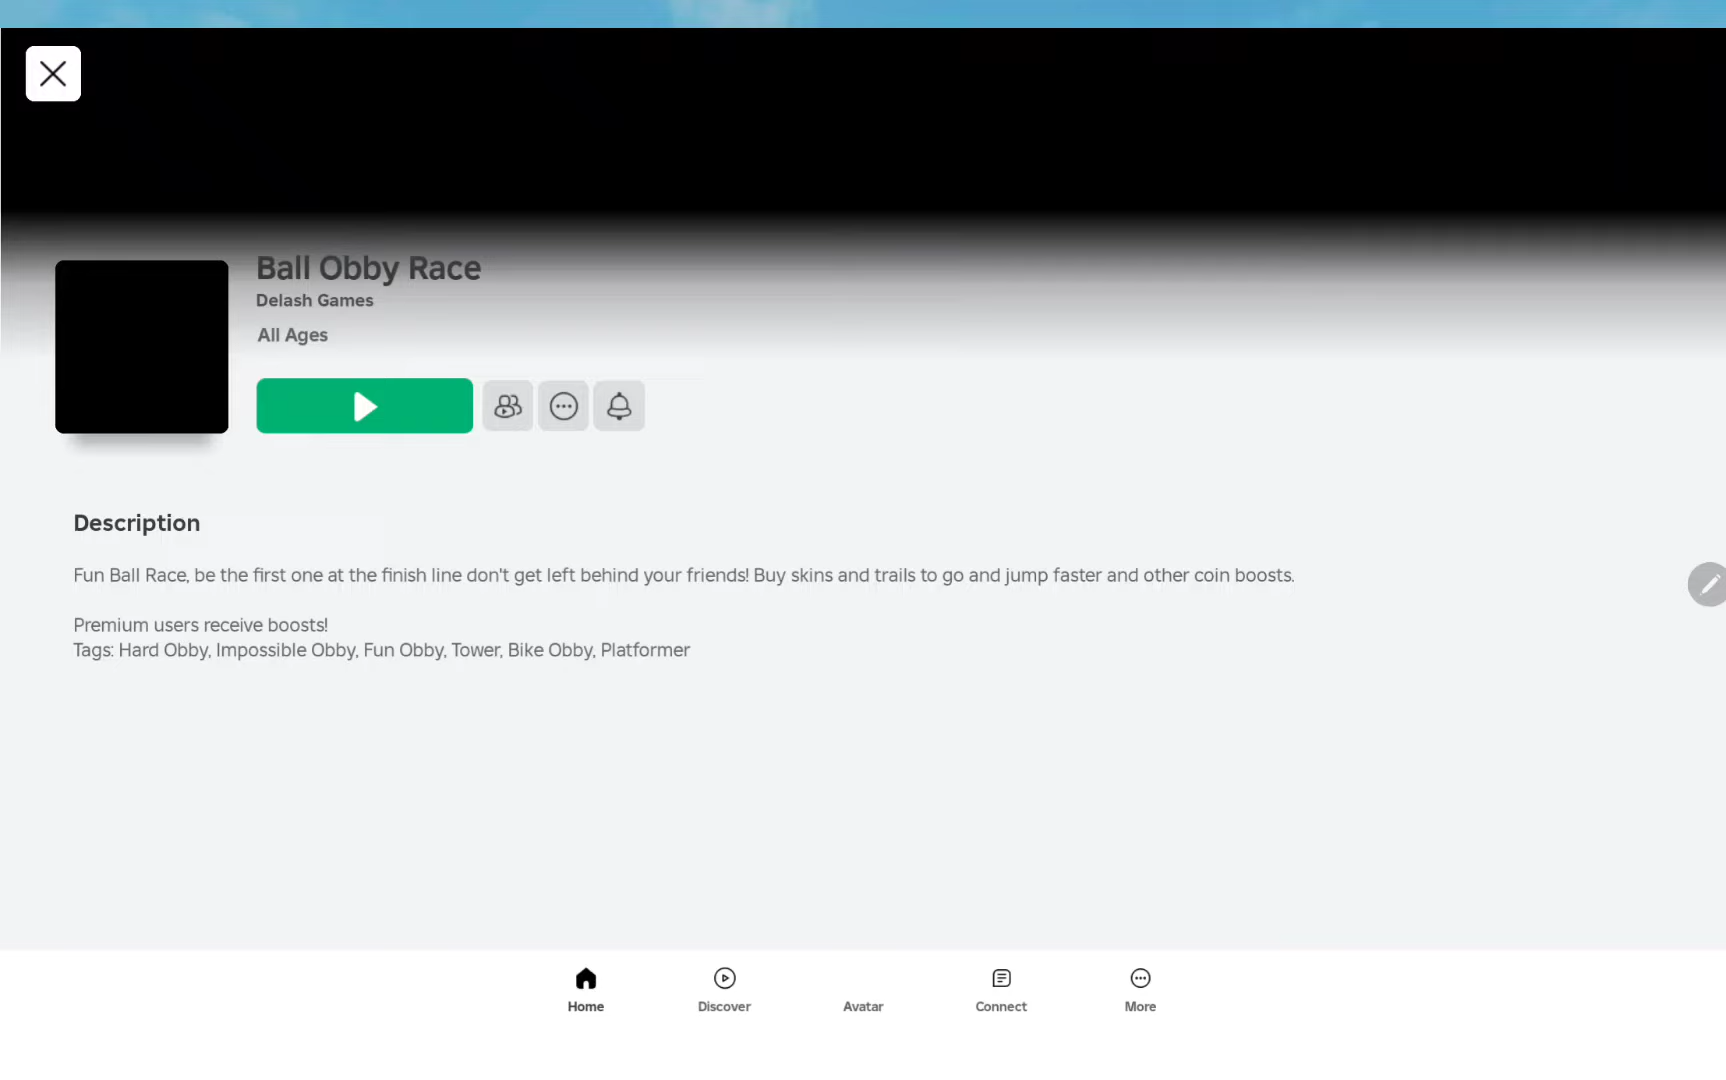 Ball Obby Race
Delash Games
All Ages
Description
Fun Ball Race, be the first one at the finish line don't get left behind your friends! Buy skins and trails to go and jump faster and other coin boosts.
Premium users receive boosts!
Tags: Hard Obby, Impossible Obby, Fun Obby, Tower, Bike Obby, Platformer
Home
Discover
Avatar
Connect
More